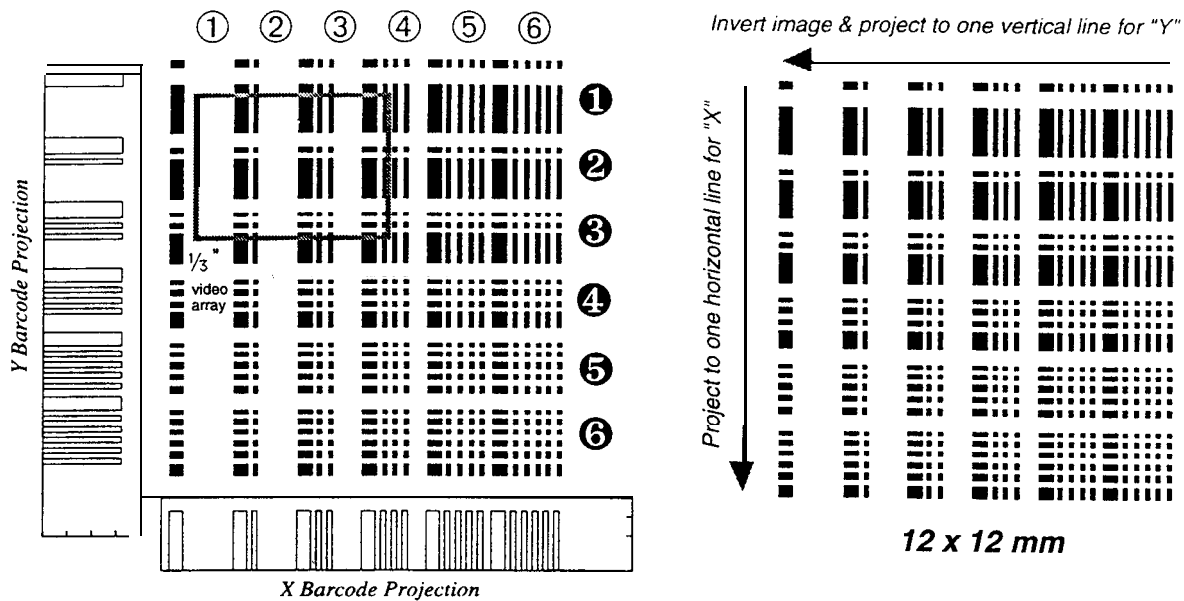 ① ② ③ ④ ⑤ ⑥
❶
❷
❸
❹
❺
❻
1/3"
video
array
Y Barcode Projection
X Barcode Projection
Invert image & project to one vertical line for "Y"
Project to one horizontal line for "X"
12 x 12 mm